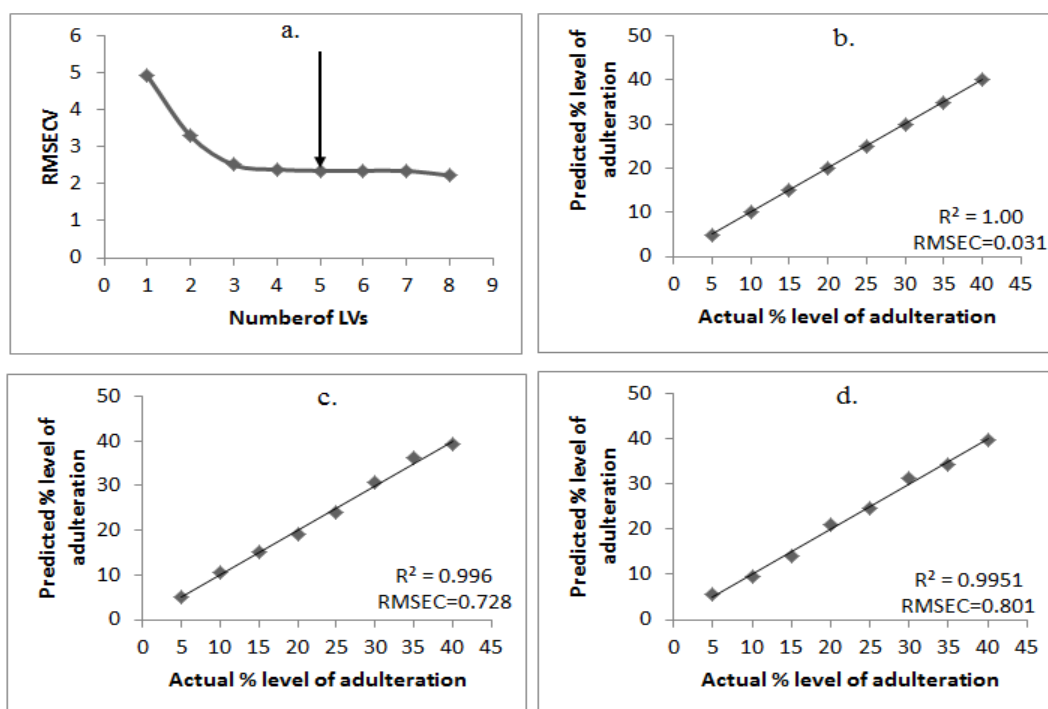 a.
6
5
4
3
2
1
0
RMSECV
0 1 2 3 4 5 6 7 8 9
Numberof LVs
b.
50
40
30
20
10
0
Predicted % level of
adulteration
R² = 1.00
RMSEC=0.031
0 5 10 15 20 25 30 35 40 45
Actual % level of adulteration
c.
50
40
30
20
10
0
Predicted % level of
adulteration
R² = 0.996
RMSEC=0.728
0 5 10 15 20 25 30 35 40 45
Actual % level of adulteration
d.
50
40
30
20
10
0
Predicted % level of
adulteration
R² = 0.9951
RMSEC=0.801
0 5 10 15 20 25 30 35 40 45
Actual % level of adulteration